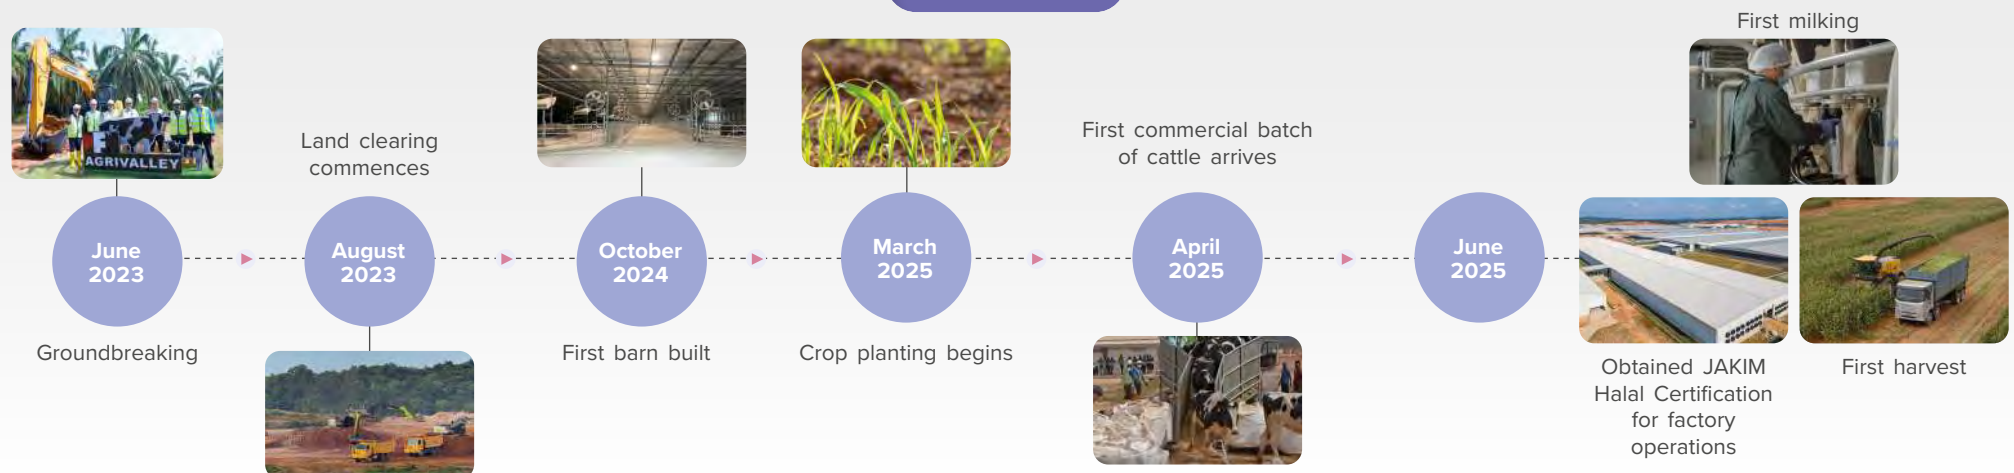 AGRIVALLEY
June
2023
Groundbreaking
Land clearing
commences
August
2023
October
2024
First barn built
March
2025
Crop planting begins
First commercial batch
of cattle arrives
April
2025
June
2025
First milking
Obtained JAKIM
Halal Certification
for factory
operations
First harvest